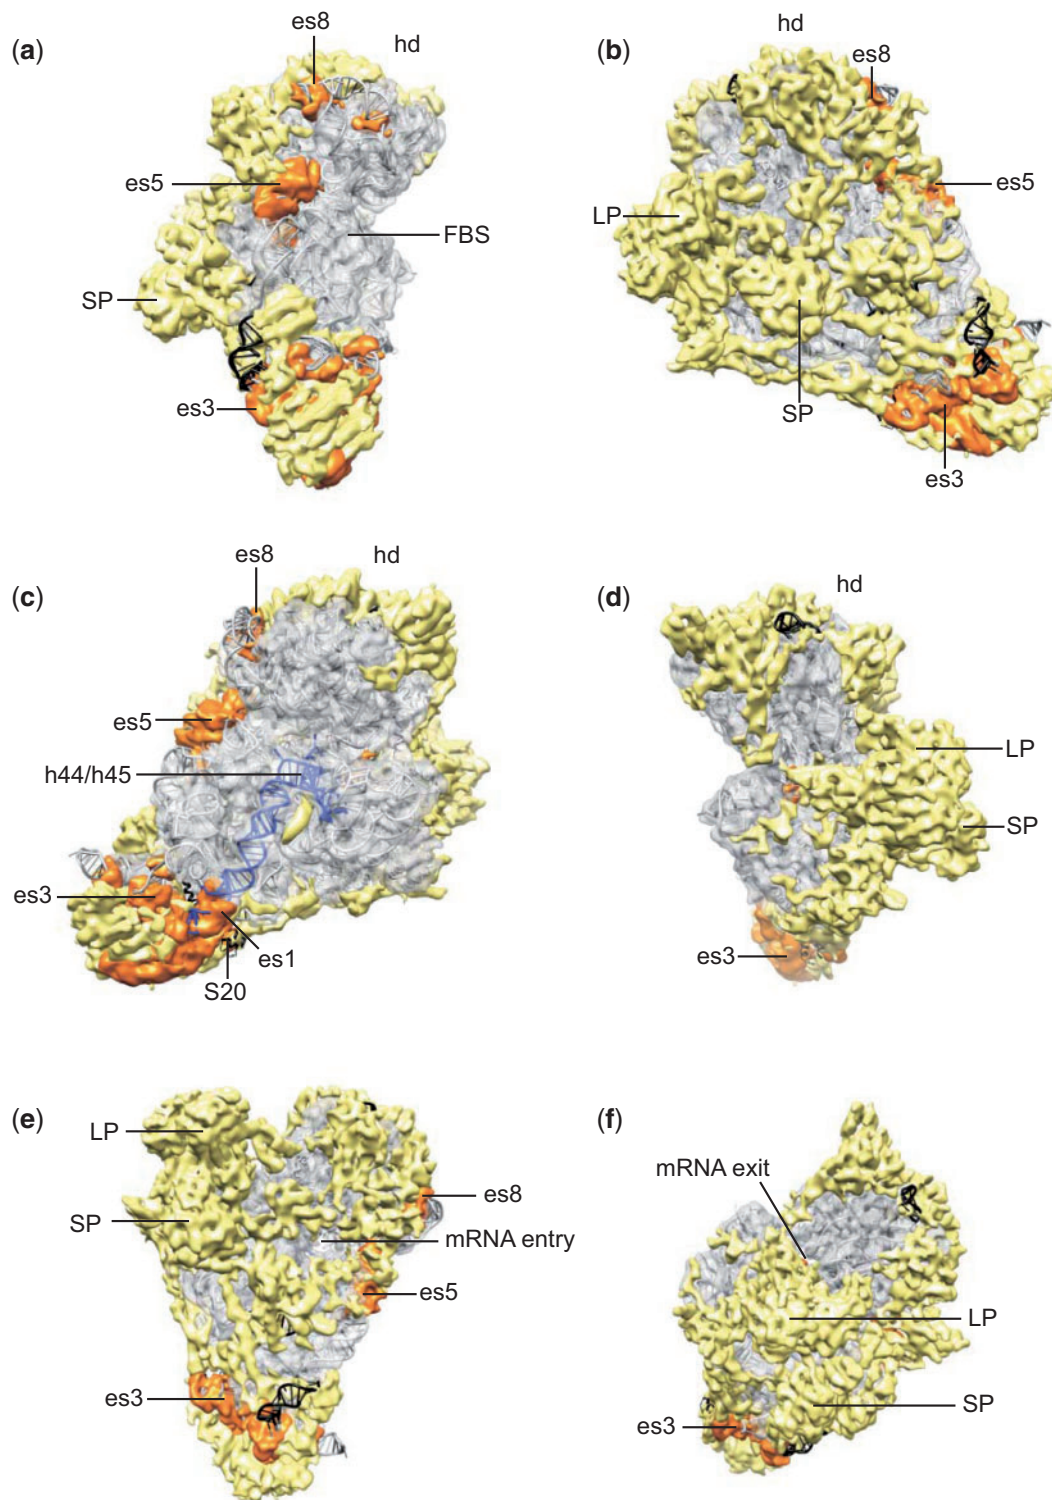 (a)
es8
hd
es5
FBS
SP
es3
(b)
hd
es8
es5
LP
SP
es3
(c)
es8
hd
es5
h44/h45
es3
es1
S20
(d)
hd
LP
SP
es3
(e)
LP
SP
es8
mRNA entry
es5
es3
(f)
mRNA exit
LP
SP
es3